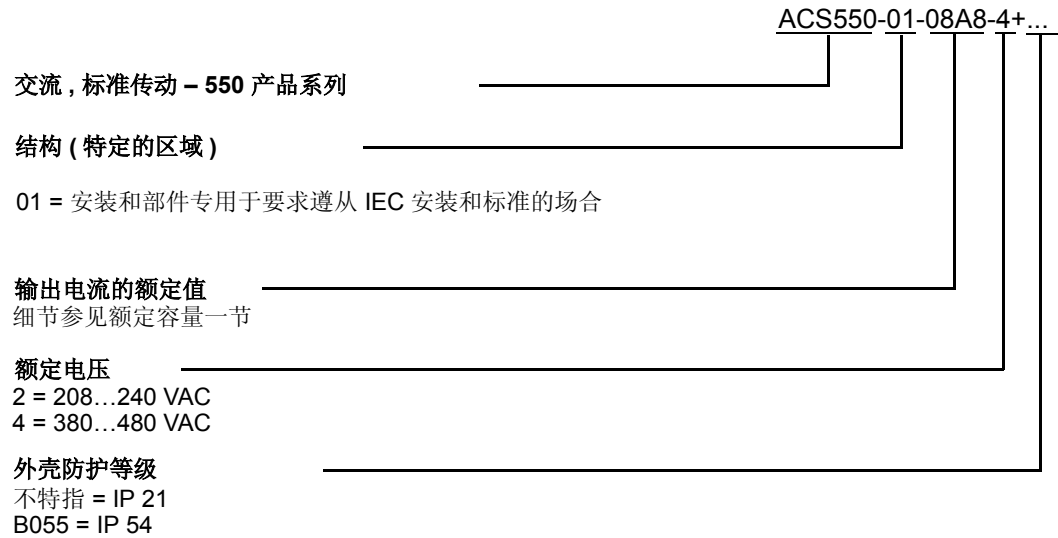 ACS550-01-08A8-4+...
交流 , 标准传动 – 550 产品系列
结构 ( 特定的区域 )
01 = 安装和部件专用于要求遵从 IEC 安装和标准的场合
输出电流的额定值
细节参见额定容量一节
额定电压
2 = 208…240 VAC
4 = 380…480 VAC
外壳防护等级
不特指 = IP 21
B055 = IP 54